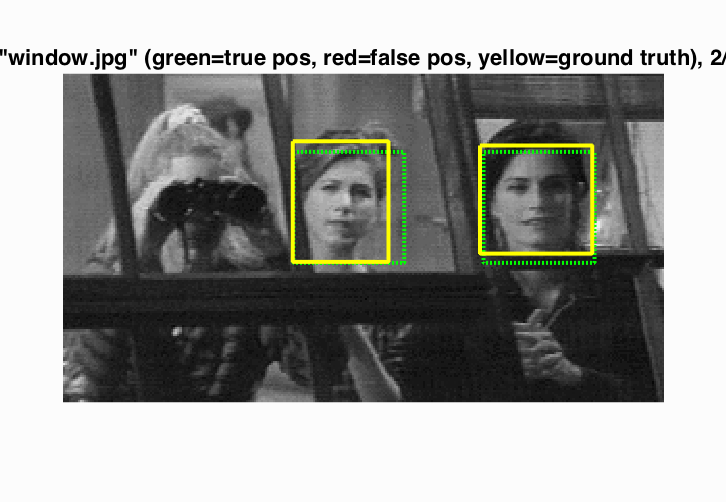 "window.jpg" (green=true pos, red=false pos, yellow=ground truth), 2/